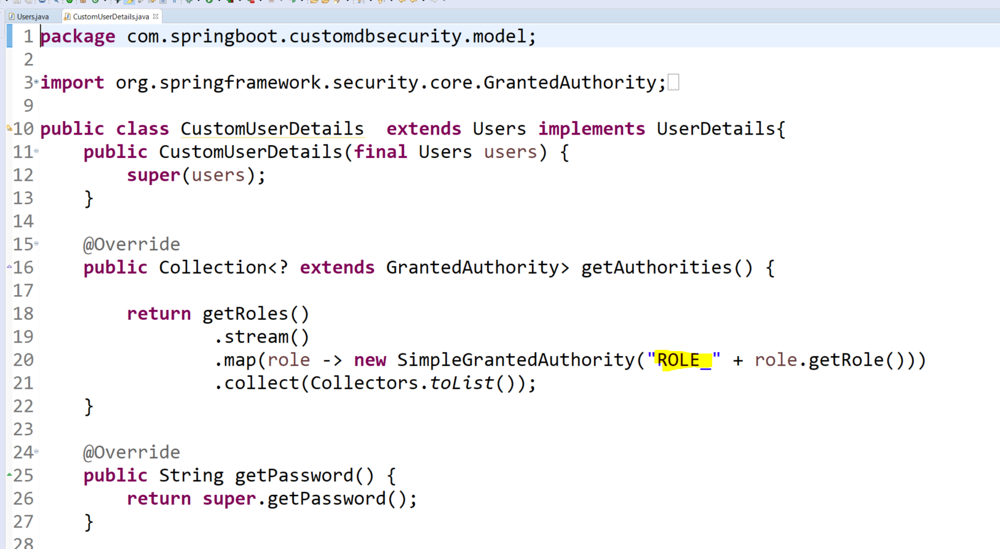 Users.java
CustomUserDetails.java
1 package com.springboot.customdbsecurity.model;
2
3 import org.springframework.security.core.GrantedAuthority;
9
10 public class CustomUserDetails  extends Users implements UserDetails{
11     public CustomUserDetails(final Users users) {
12         super(users);
13     }
14
15     @Override
16     public Collection<? extends GrantedAuthority> getAuthorities() {
17
18         return getRoles()
19                 .stream()
20                 .map(role -> new SimpleGrantedAuthority("ROLE_" + role.getRole()))
21                 .collect(Collectors.toList());
22     }
23
24     @Override
25     public String getPassword() {
26         return super.getPassword();
27     }
28